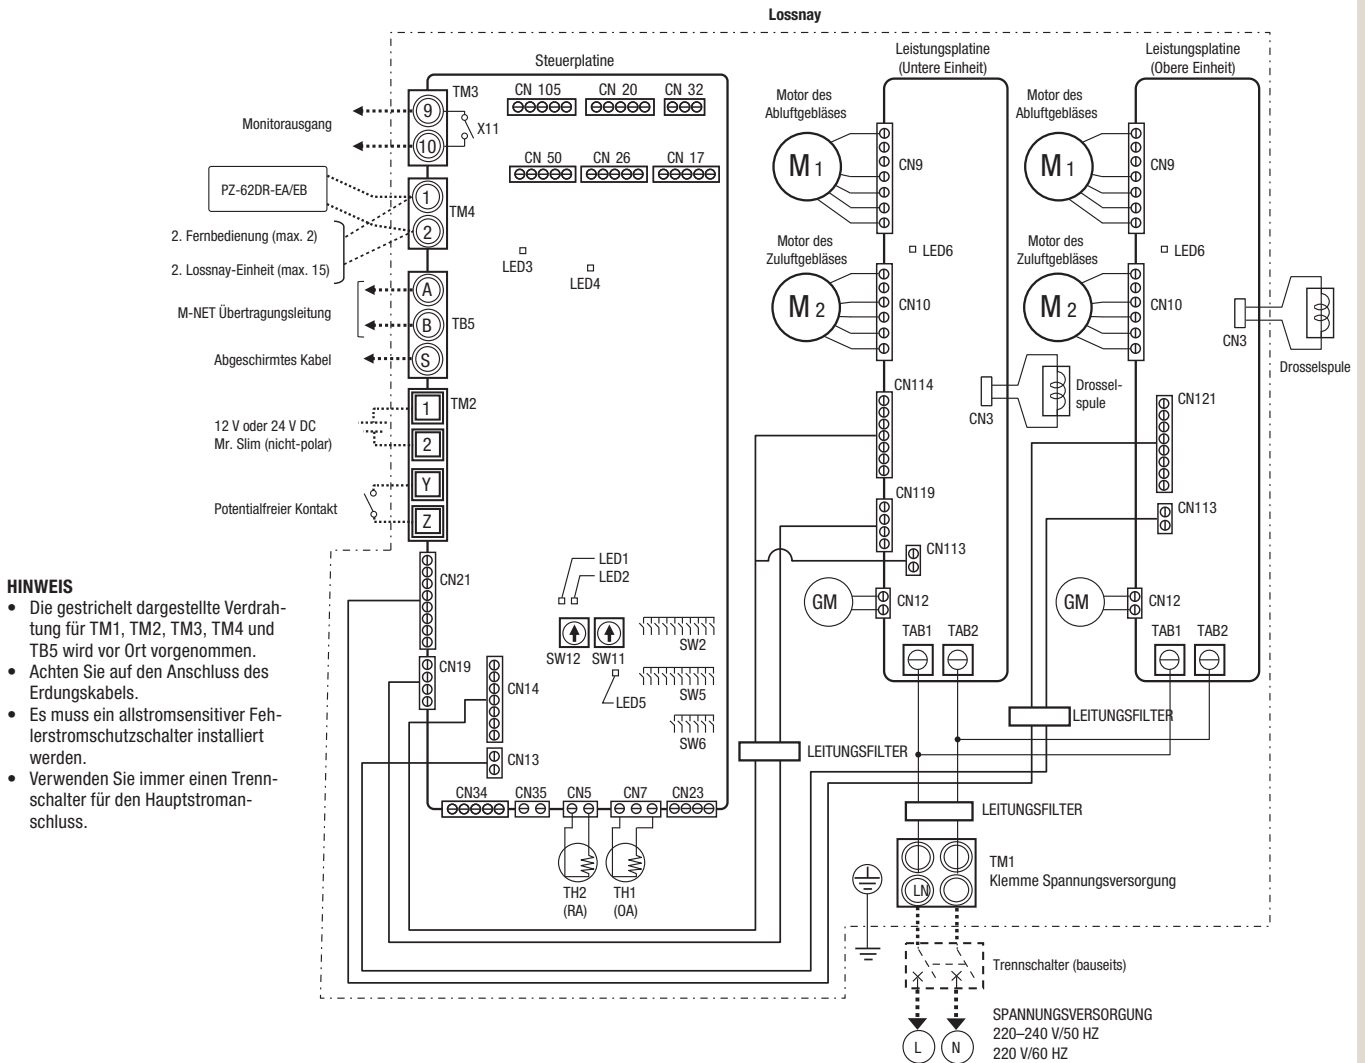 Lossnay
Steuerplatine
Leistungsplatine
(Untere Einheit)
Leistungsplatine
(Obere Einheit)
TM3
9
10
X11
Monitorausgang
CN 105
CN 20
CN 32
CN 50
CN 26
CN 17
PZ-62DR-EA/EB
1
2
TM4
2. Fernbedienung (max. 2)
2. Lossnay-Einheit (max. 15)
LED3
LED4
M-NET Übertragungsleitung
A
B
S
TB5
Abgeschirmtes Kabel
12 V oder 24 V DC
Mr. Slim (nicht-polar)
1
2
Y
Z
TM2
Potentialfreier Kontakt
Motor des
Abluftgebläses
M 1
CN9
Motor des
Zuluftgebläses
M 2
CN10
LED6
CN114
CN3
Drossel-
spule
CN119
CN113
GM
CN12
TAB1
TAB2
Motor des
Abluftgebläses
M 1
CN9
Motor des
Zuluftgebläses
M 2
CN10
LED6
CN3
Drosselspule
CN121
CN113
GM
CN12
TAB1
TAB2
CN21
CN19
CN14
CN13
LED1
LED2
SW12
SW11
LED5
SW2
SW5
SW6
CN34
CN35
CN5
CN7
CN23
TH2
(RA)
TH1
(OA)
LEITUNGSFILTER
LEITUNGSFILTER
LEITUNGSFILTER
LN
TM1
Klemme Spannungsversorgung
Trennschalter (bauseits)
L
N
SPANNUNGSVERSORGUNG
220–240 V/50 HZ
220 V/60 HZ
HINWEIS
• Die gestrichelt dargestellte Verdrah-
tung für TM1, TM2, TM3, TM4 und
TB5 wird vor Ort vorgenommen.
• Achten Sie auf den Anschluss des
Erdungskabels.
• Es muss ein allstromsensitiver Feh-
lerstromschutzschalter installiert
werden.
• Verwenden Sie immer einen Trenn-
schalter für den Hauptstroman-
schluss.